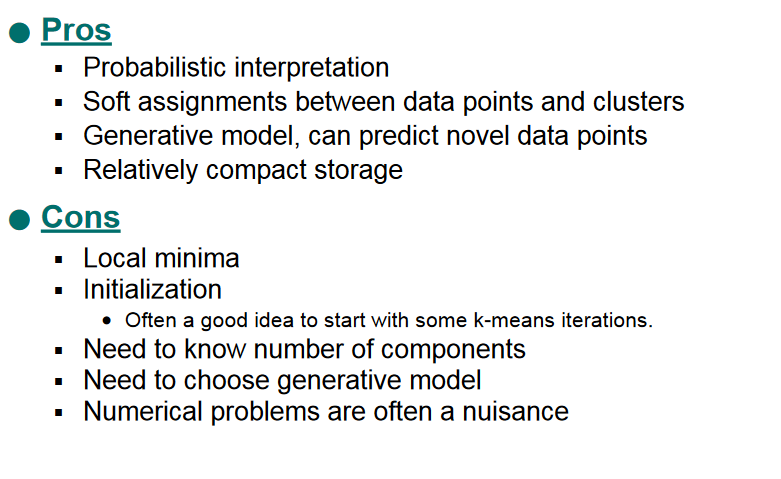 Pros
Probabilistic interpretation
Soft assignments between data points and clusters
Generative model, can predict novel data points
Relatively compact storage
Cons
Local minima
Initialization
Often a good idea to start with some k-means iterations.
Need to know number of components
Need to choose generative model
Numerical problems are often a nuisance